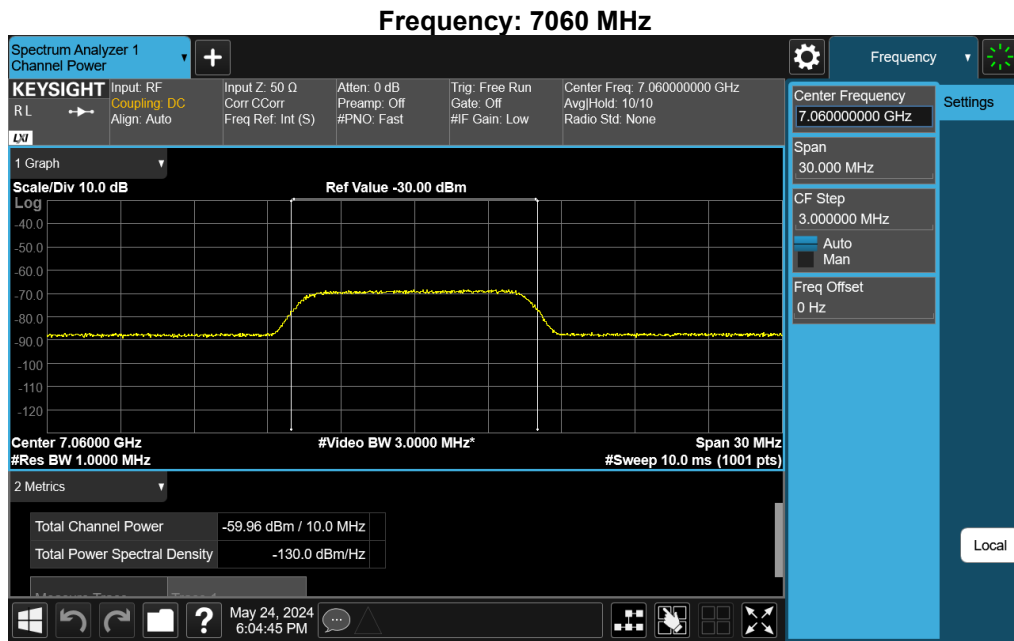 Frequency: 7060 MHz
Spectrum Analyzer 1
Channel Power
Frequency
KEYSIGHT
R L
LXI
Input: RF
Coupling: DC
Align: Auto
Input Z: 50 Ω
Corr CCorr
Freq Ref: Int (S)
Atten: 0 dB
Preamp: Off
#PNO: Fast
Trig: Free Run
Gate: Off
#IF Gain: Low
Center Freq: 7.060000000 GHz
Avg|Hold: 10/10
Radio Std: None
Center Frequency
7.060000000 GHz
Settings
Span
30.000 MHz
CF Step
3.000000 MHz
Auto
Man
Freq Offset
0 Hz
Local
1 Graph
Scale/Div 10.0 dB
Ref Value -30.00 dBm
Log
-40.0
-50.0
-60.0
-70.0
-80.0
-90.0
-100
-110
-120
Center 7.06000 GHz
#Video BW 3.0000 MHz*
Span 30 MHz
#Res BW 1.0000 MHz
#Sweep 10.0 ms (1001 pts)
2 Metrics
Total Channel Power -59.96 dBm / 10.0 MHz
Total Power Spectral Density -130.0 dBm/Hz
?
May 24, 2024
6:04:45 PM